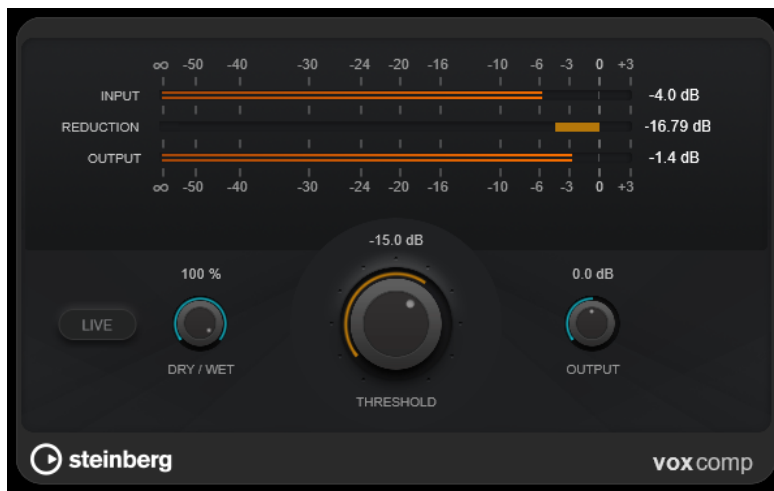 ∞ -50 -40 -30 -24 -20 -16 -10 -6 -3 0 +3
INPUT -4.0 dB
REDUCTION -16.79 dB
OUTPUT -1.4 dB
∞ -50 -40 -30 -24 -20 -16 -10 -6 -3 0 +3
-15.0 dB
100 % 0.0 dB
LIVE
DRY / WET OUTPUT
THRESHOLD
steinberg voxcomp